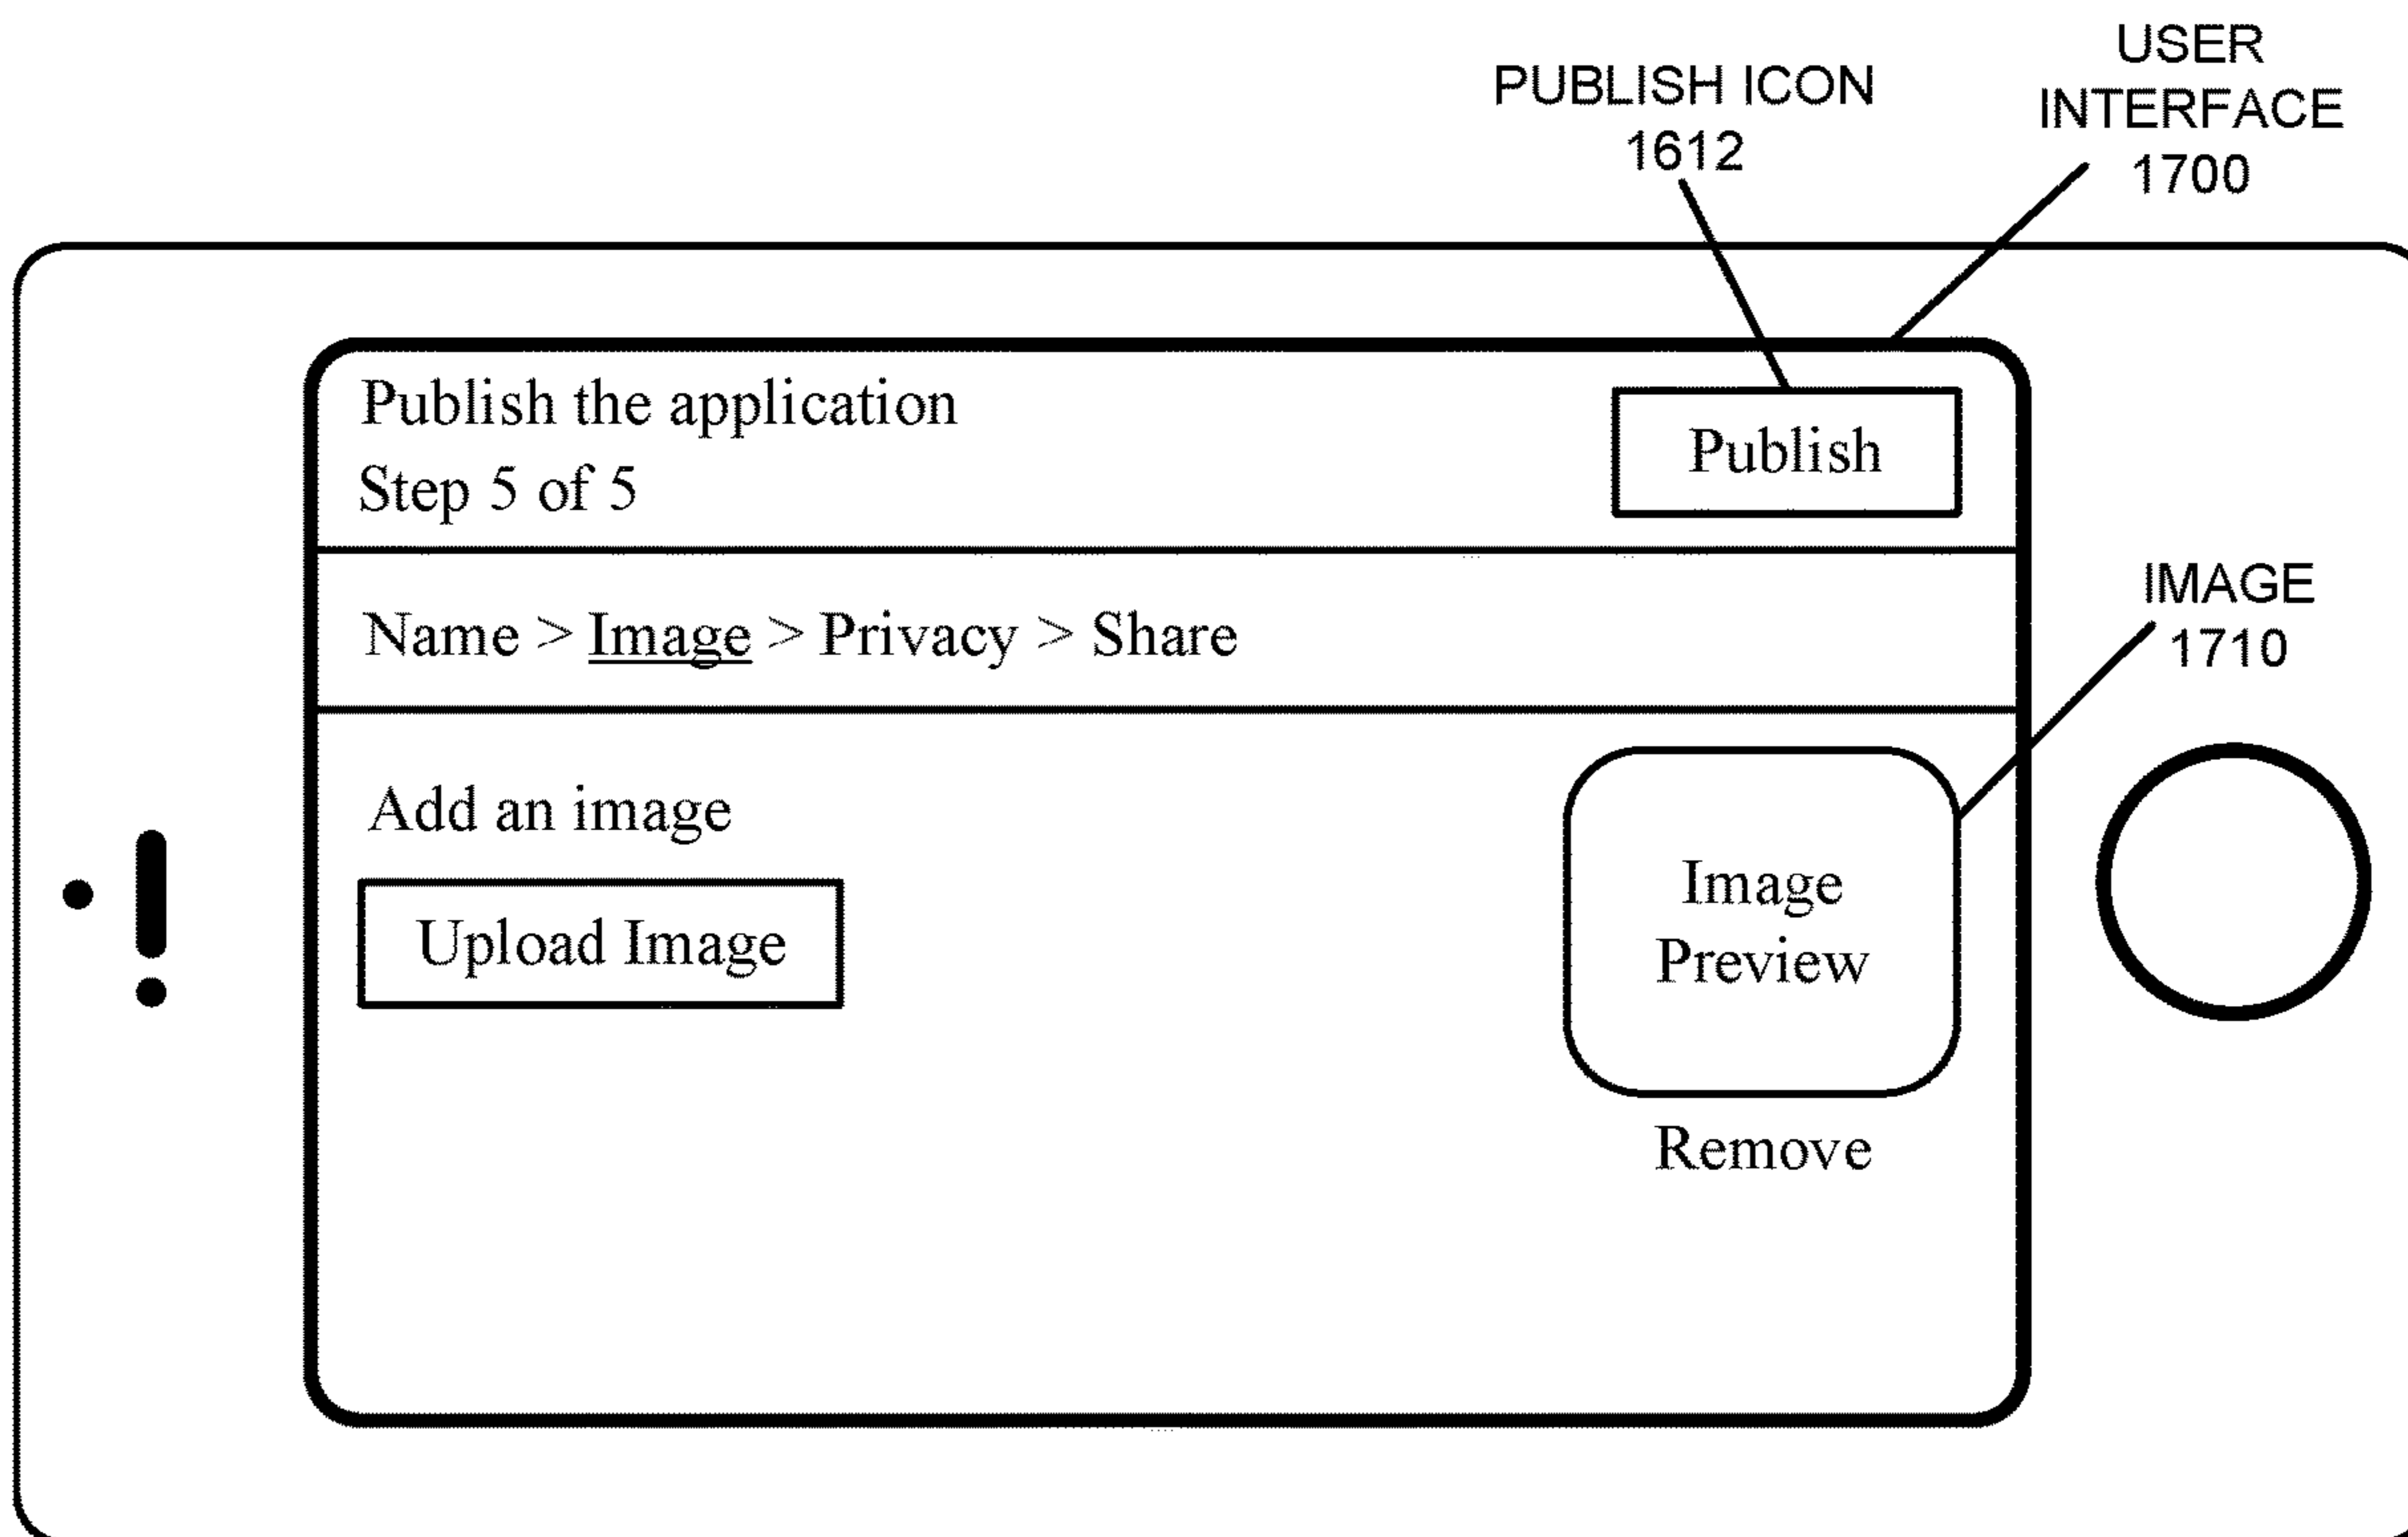 PUBLISH ICON
1612
USER
INTERFACE
1700
Publish the application
Step 5 of 5
Publish
Name > Image > Privacy > Share
IMAGE
1710
Add an image
Upload Image
Image
Preview
Remove